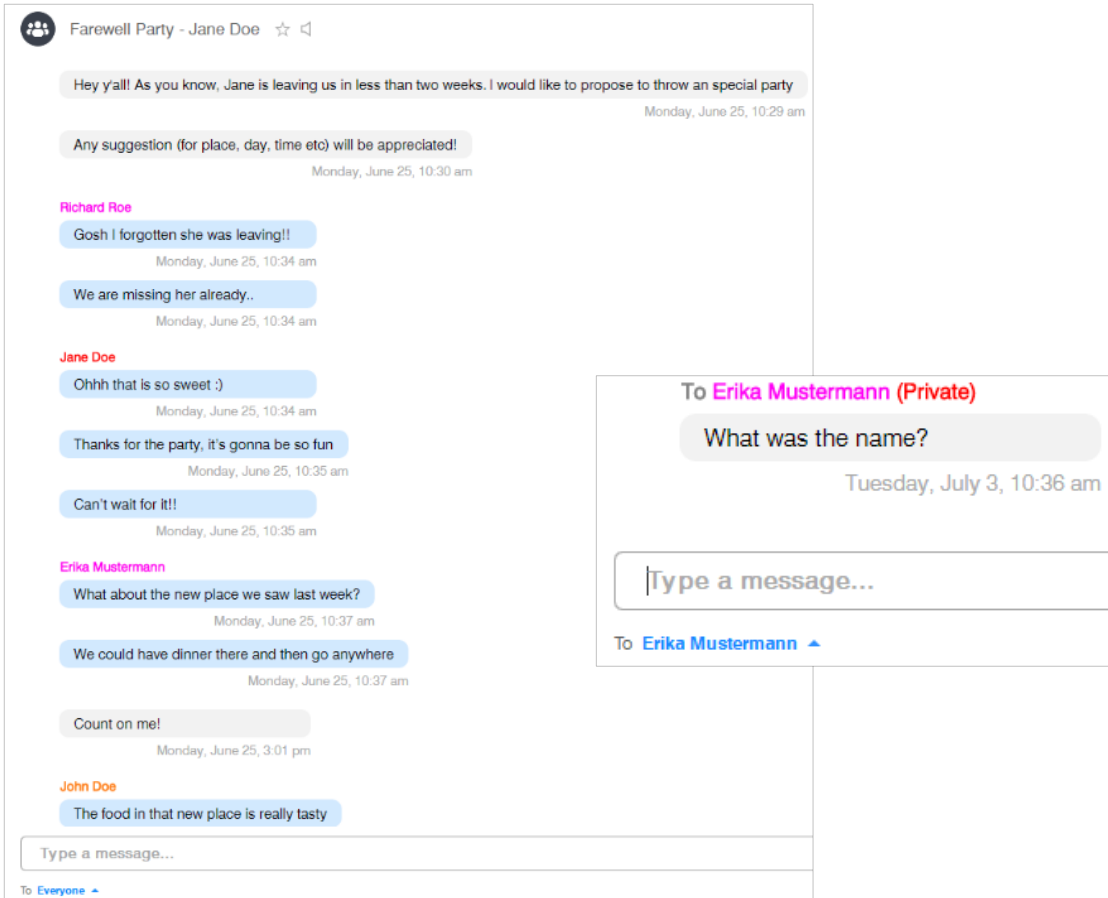 Farewell Party - Jane Doe
Hey y'all! As you know, Jane is leaving us in less than two weeks. I would like to propose to throw an special party
Monday, June 25, 10:29 am
Any suggestion (for place, day, time etc) will be appreciated!
Monday, June 25, 10:30 am
Richard Roe
Gosh I forgotten she was leaving!!
Monday, June 25, 10:34 am
We are missing her already..
Monday, June 25, 10:34 am
Jane Doe
Ohhh that is so sweet :)
Monday, June 25, 10:34 am
Thanks for the party, it's gonna be so fun
Monday, June 25, 10:35 am
Can't wait for it!!
Monday, June 25, 10:35 am
Erika Mustermann
What about the new place we saw last week?
Monday, June 25, 10:37 am
We could have dinner there and then go anywhere
Monday, June 25, 10:37 am
Count on me!
Monday, June 25, 3:01 pm
John Doe
The food in that new place is really tasty
Type a message...
To Everyone
To Erika Mustermann (Private)
What was the name?
Tuesday, July 3, 10:36 am
Type a message...
To Erika Mustermann